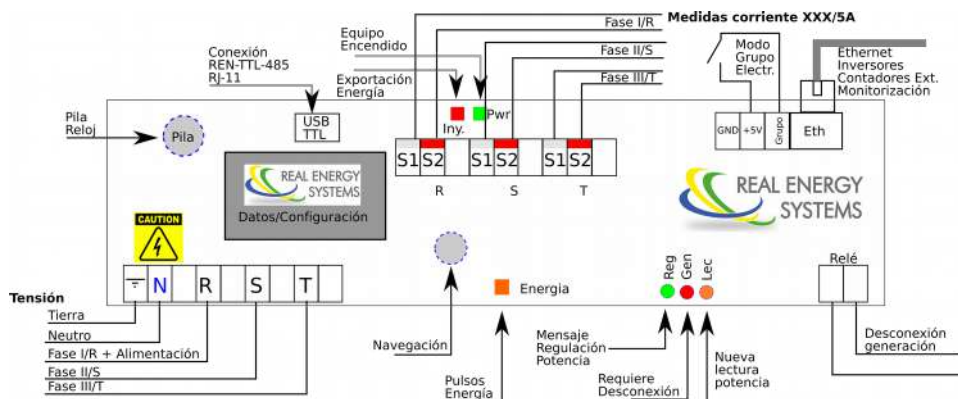 Medidas corriente XXX/5A
Fase I/R
Fase II/S
Fase III/T
Equipo
Encendido
Exportación
Energía
Conexión
REN-TTL-485
RJ-11
Modo
Grupo
Electr.
Ethernet
Inversores
Contadores Ext.
Monitorización
Pila
Reloj
Pila
USB
TTL
Iny.
Pwr
S1
S2
S1
S2
S1
S2
R
S
T
GND
+5V
Grupo
Eth
REAL ENERGY
SYSTEMS
Datos/Configuración
REAL ENERGY
SYSTEMS
CAUTION
N
R
S
T
Energia
Reg
Gen
Lec
Relé
Tensión
Tierra
Neutro
Fase I/R + Alimentación
Fase II/S
Fase III/T
Navegación
Pulsos
Energía
Mensaje
Regulación
Potencia
Requiere
Desconexión
Nueva
lectura
potencia
Desconexión
generación